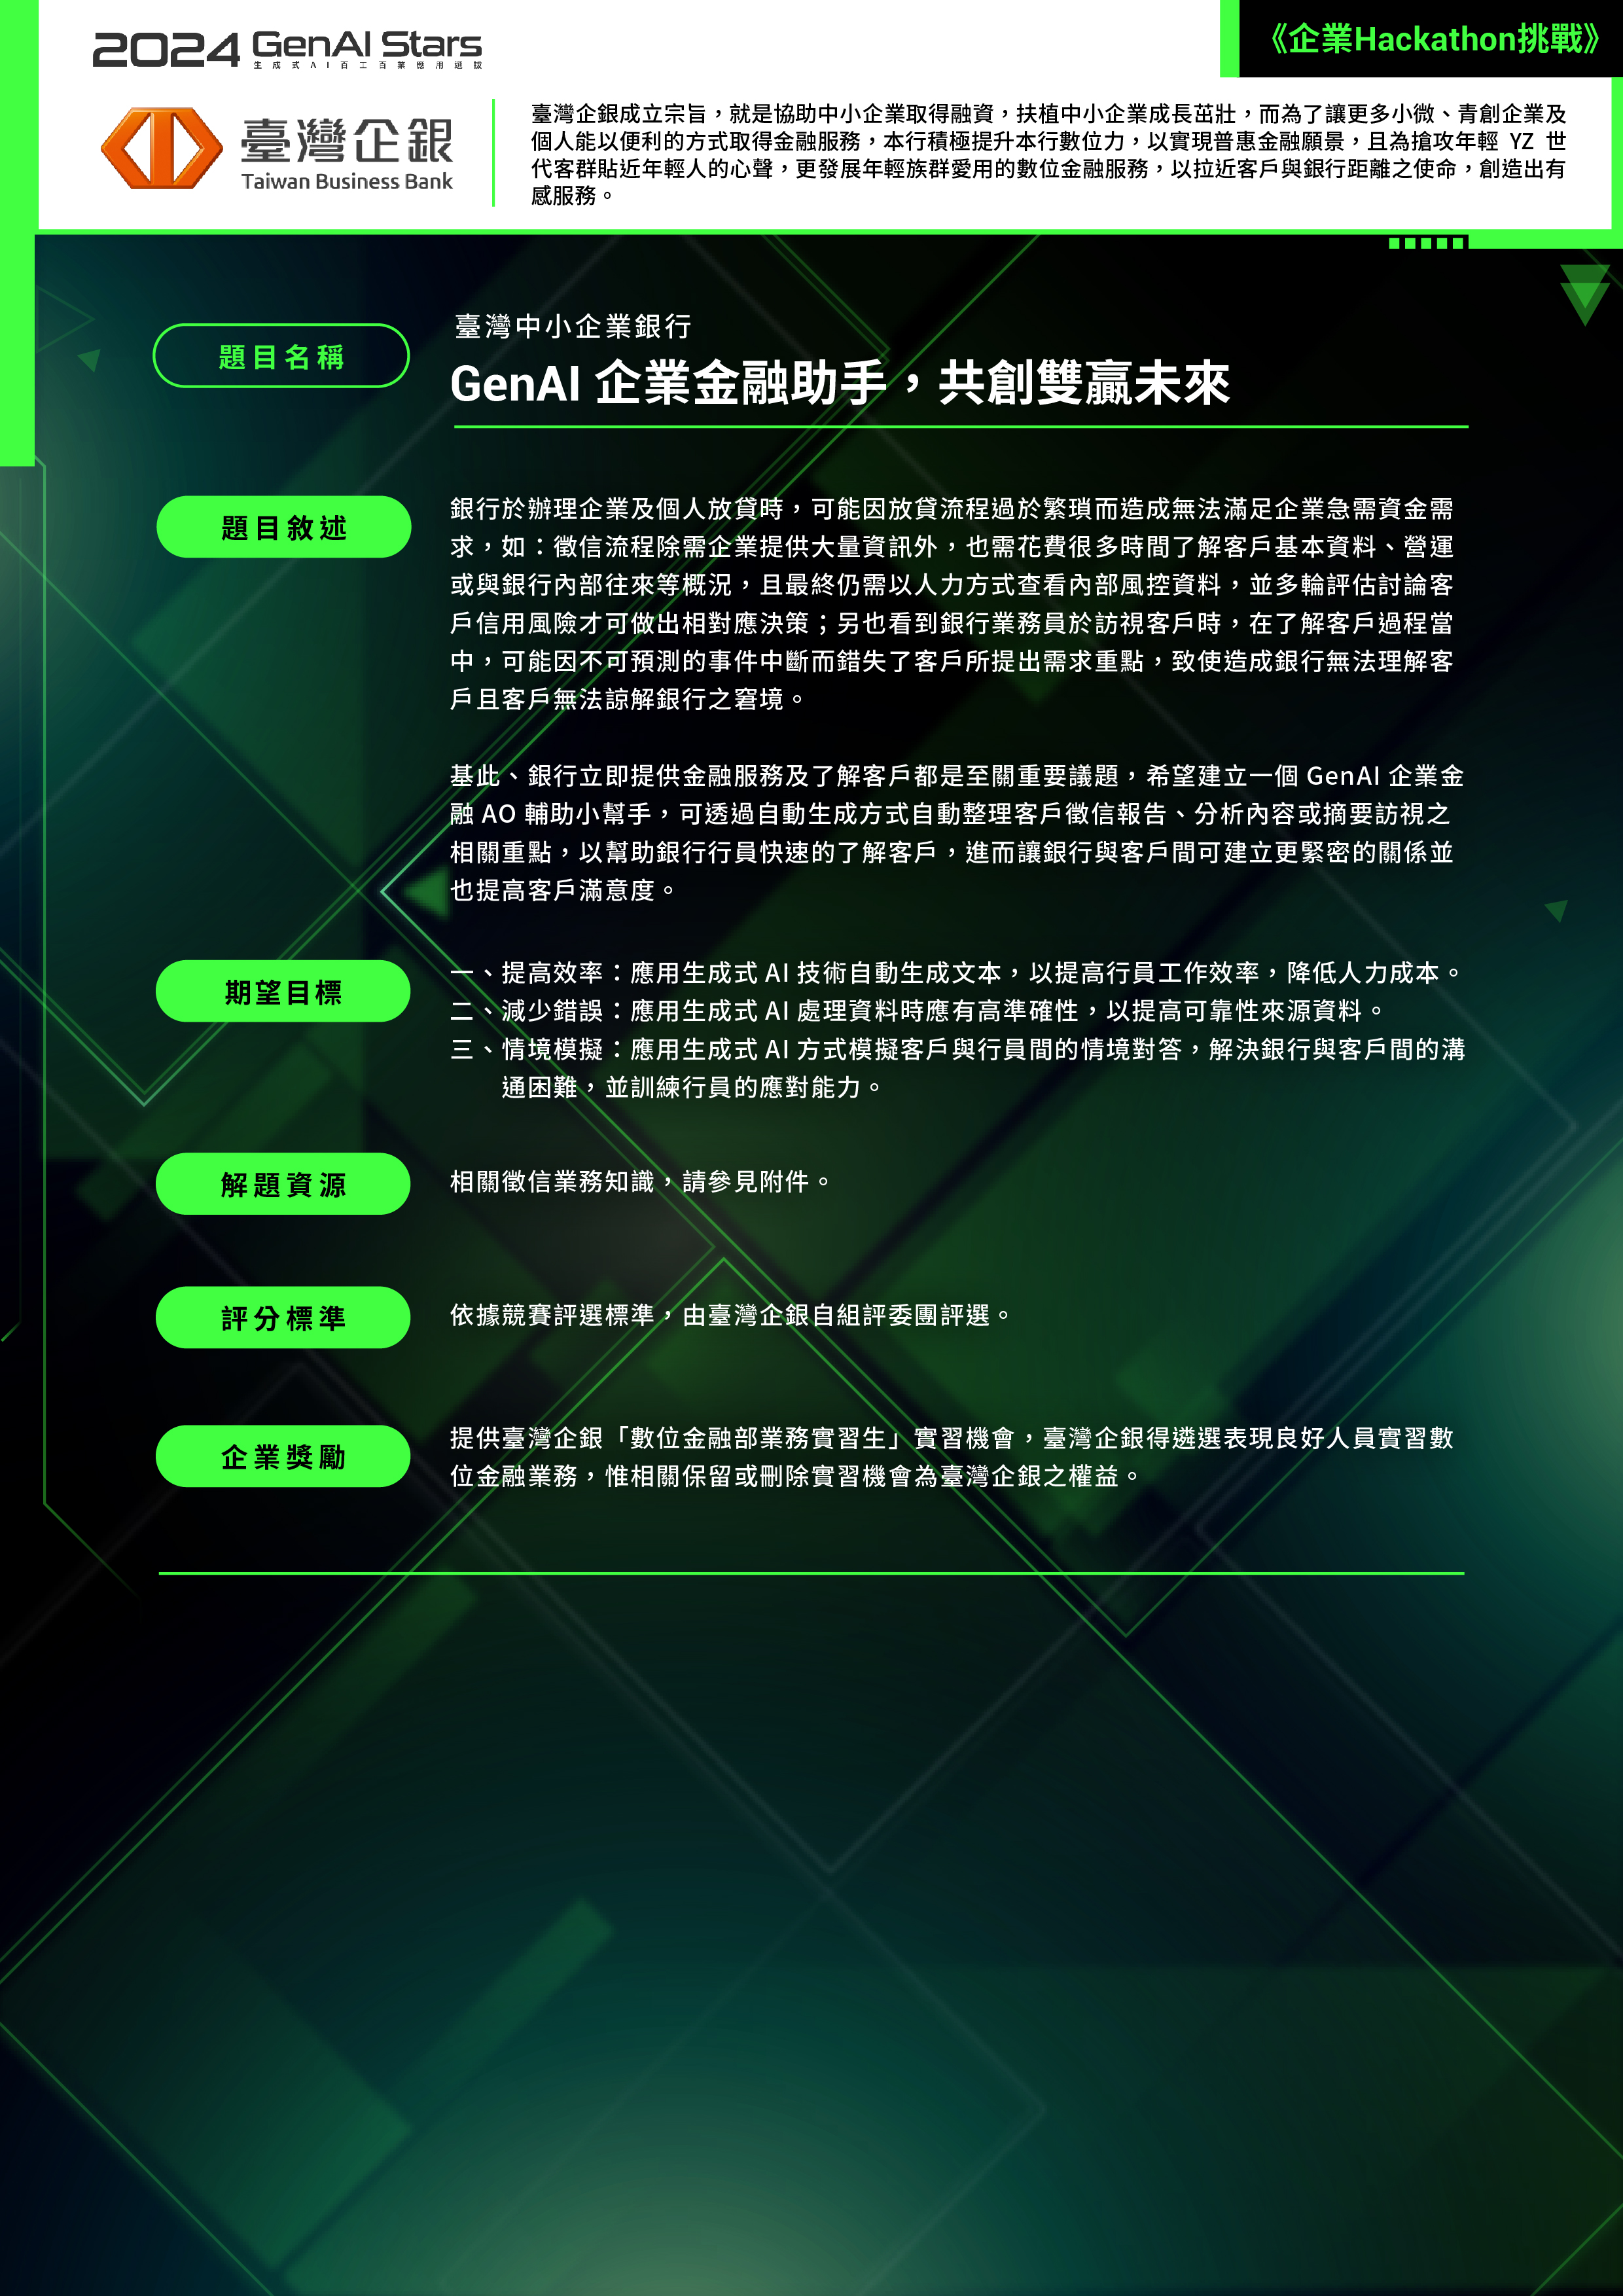 2024 GenAI Stars
生成式AI百工百業應用選拔
《企業Hackathon挑戰》
臺灣企銀
Taiwan Business Bank
臺灣企銀成立宗旨，就是協助中小企業取得融資，扶植中小企業成長茁壯，而為了讓更多小微、青創企業及
個人能以便利的方式取得金融服務，本行積極提升本行數位力，以實現普惠金融願景，且為搶攻年輕 YZ 世
代客群貼近年輕人的心聲，更發展年輕族群愛用的數位金融服務，以拉近客戶與銀行距離之使命，創造出有
感服務。
題目名稱
臺灣中小企業銀行
GenAI 企業金融助手，共創雙贏未來
題目敘述
銀行於辦理企業及個人放貸時，可能因放貸流程過於繁瑣而造成無法滿足企業急需資金需
求，如：徵信流程除需企業提供大量資訊外，也需花費很多時間了解客戶基本資料、營運
或與銀行內部往來等概況，且最終仍需以人力方式查看內部風控資料，並多輪評估討論客
戶信用風險才可做出相對應決策；另也看到銀行業務員於訪視客戶時，在了解客戶過程當
中，可能因不可預測的事件中斷而錯失了客戶所提出需求重點，致使造成銀行無法理解客
戶且客戶無法諒解銀行之窘境。
基此、銀行立即提供金融服務及了解客戶都是至關重要議題，希望建立一個 GenAI 企業金
融 AO 輔助小幫手，可透過自動生成方式自動整理客戶徵信報告、分析內容或摘要訪視之
相關重點，以幫助銀行行員快速的了解客戶，進而讓銀行與客戶間可建立更緊密的關係並
也提高客戶滿意度。
期望目標
一、提高效率：應用生成式 AI 技術自動生成文本，以提高行員工作效率，降低人力成本。
二、減少錯誤：應用生成式 AI 處理資料時應有高準確性，以提高可靠性來源資料。
三、情境模擬：應用生成式 AI 方式模擬客戶與行員間的情境對答，解決銀行與客戶間的溝
通困難，並訓練行員的應對能力。
解題資源
相關徵信業務知識，請參見附件。
評分標準
依據競賽評選標準，由臺灣企銀自組評委團評選。
企業獎勵
提供臺灣企銀「數位金融部業務實習生」實習機會，臺灣企銀得遴選表現良好人員實習數
位金融業務，惟相關保留或刪除實習機會為臺灣企銀之權益。